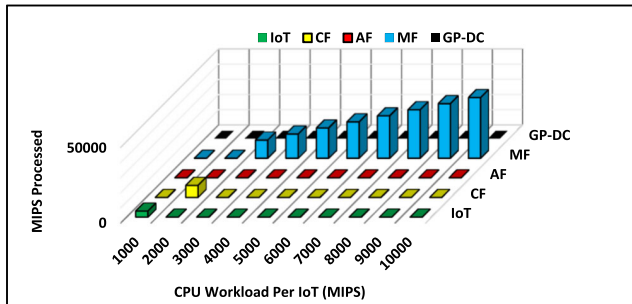 IoT CF AF MF GP-DC
50000
0
MIPS Processed
GP-DC
MF
AF
CF
IoT
1000 2000 3000 4000 5000 6000 7000 8000 9000 10000
CPU Workload Per IoT (MIPS)